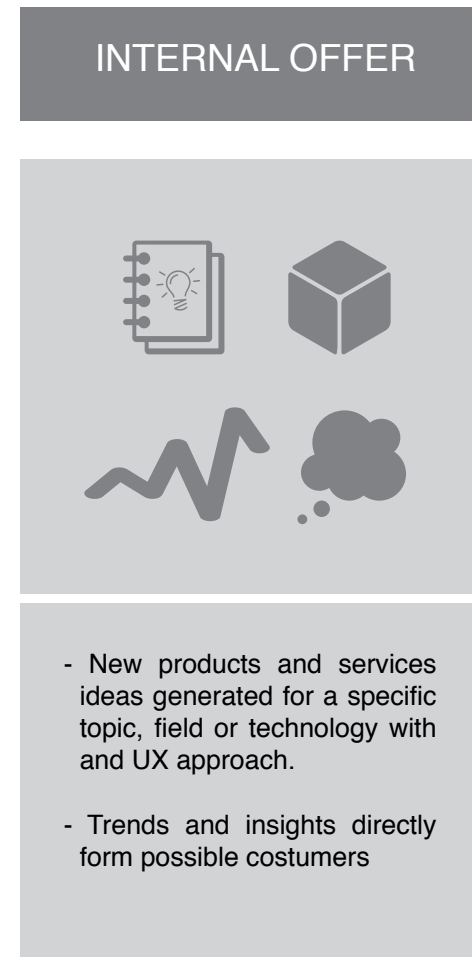 INTERNAL OFFER
- New products and services
ideas generated for a specific
topic, field or technology with
and UX approach.
- Trends and insights directly
form possible costumers